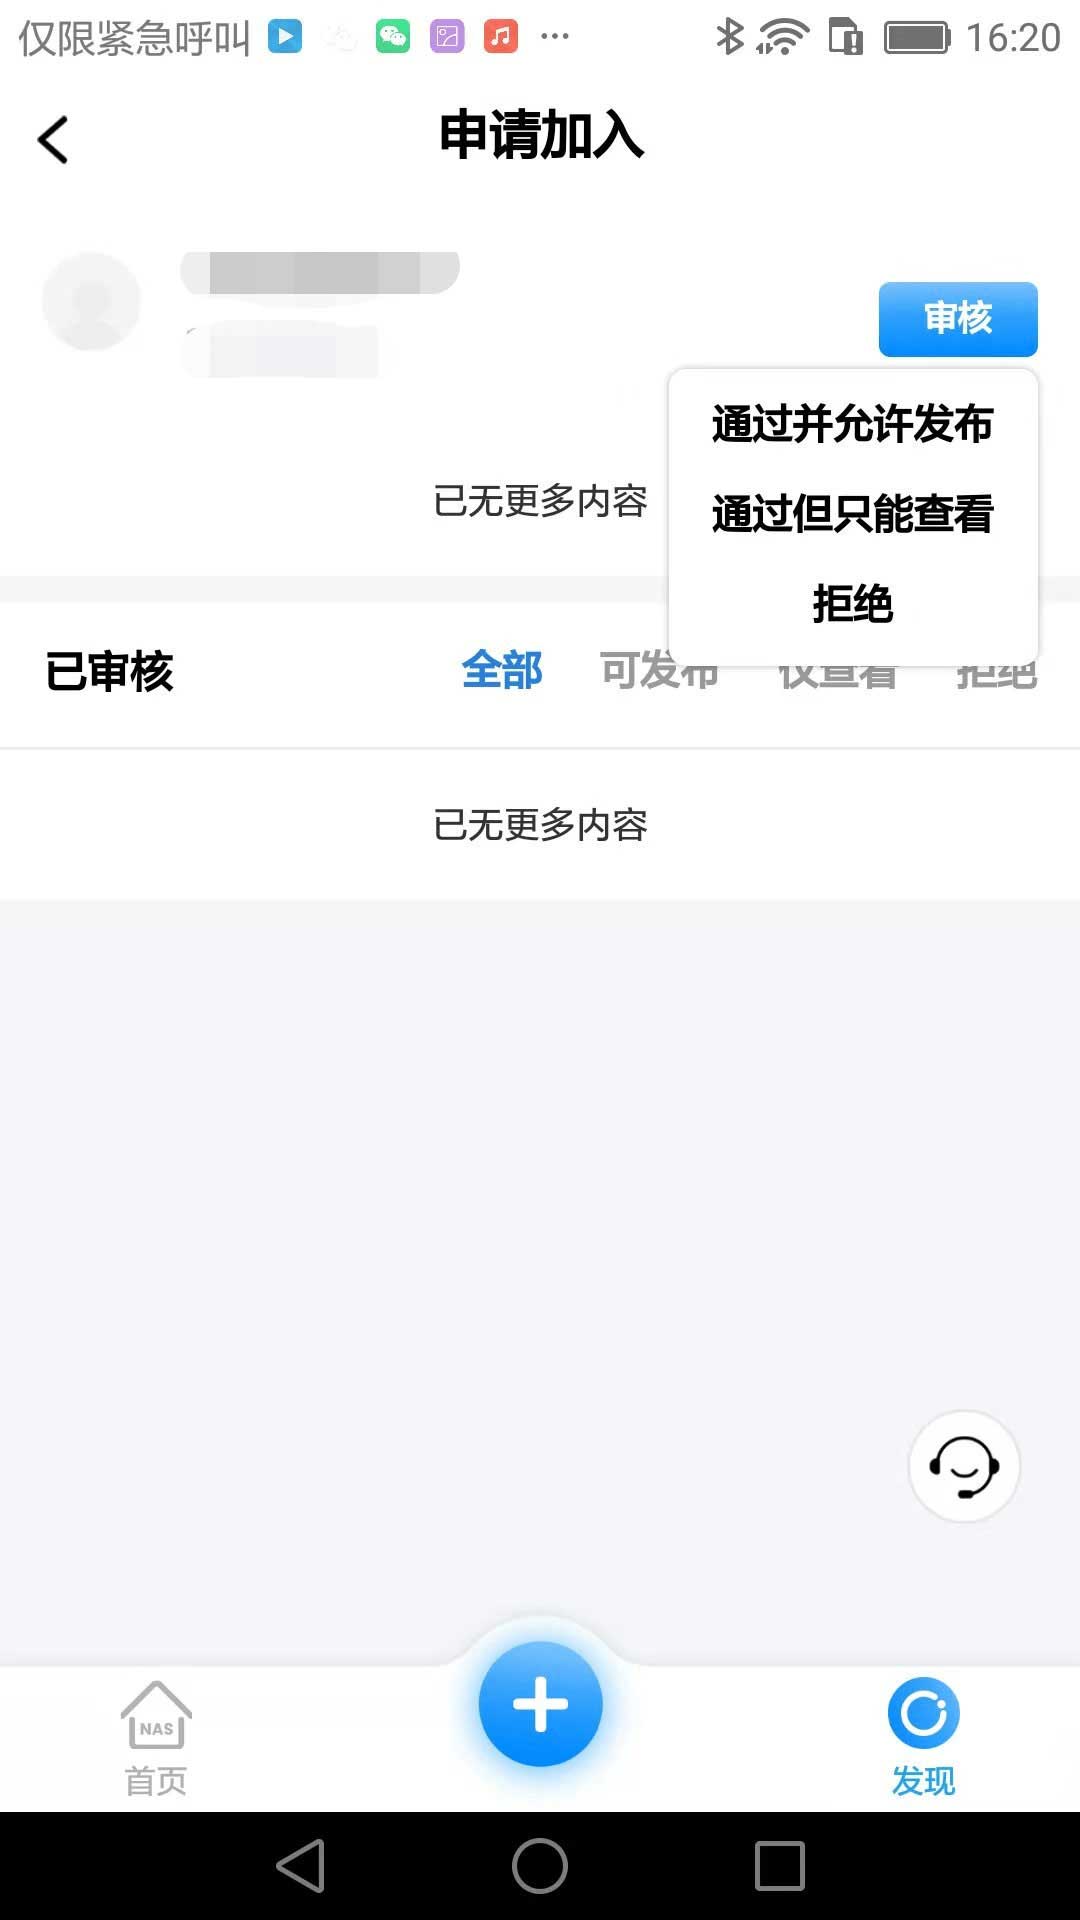 仅限紧急呼叫 16:20
申请加入
审核
通过并允许发布
通过但只能查看
拒绝
已无更多内容
已审核 全部 可发布 仅查看 拒绝
已无更多内容
NAS
首页 发现